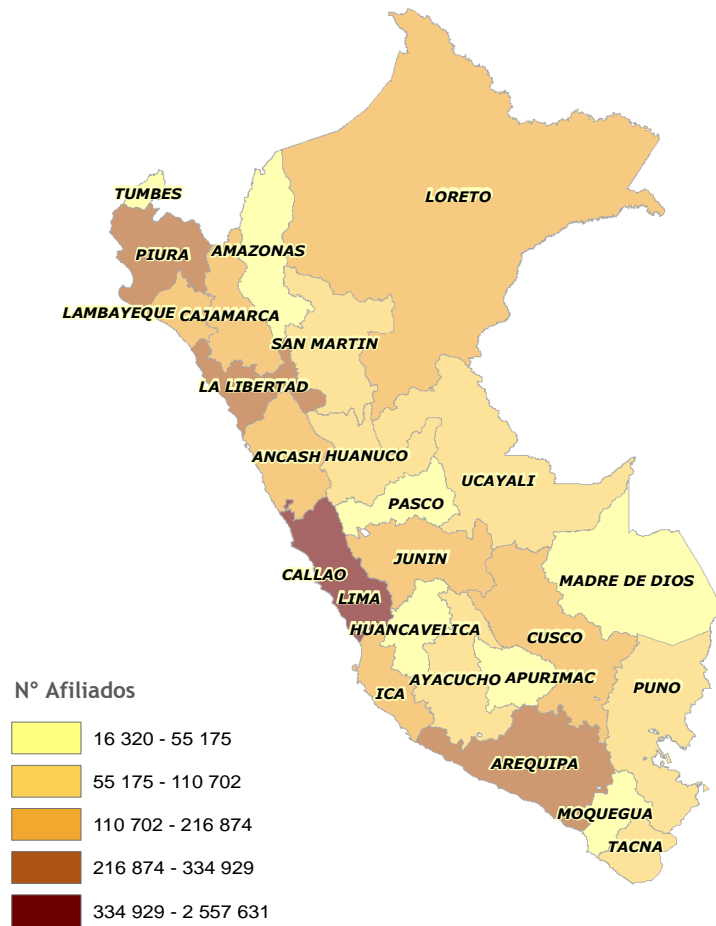 TUMBES
LORETO
PIURA
AMAZONAS
LAMBAYEQUE
CAJAMARCA
SAN MARTIN
LA LIBERTAD
ANCASH
HUANUCO
UCAYALI
PASCO
JUNIN
CALLAO
MADRE DE DIOS
LIMA
HUANCAVELICA
CUSCO
AYACUCHO
APURIMAC
PUNO
ICA
AREQUIPA
MOQUEGUA
TACNA
N° Afiliados
16 320 - 55 175
55 175 - 110 702
110 702 - 216 874
216 874 - 334 929
334 929 - 2 557 631